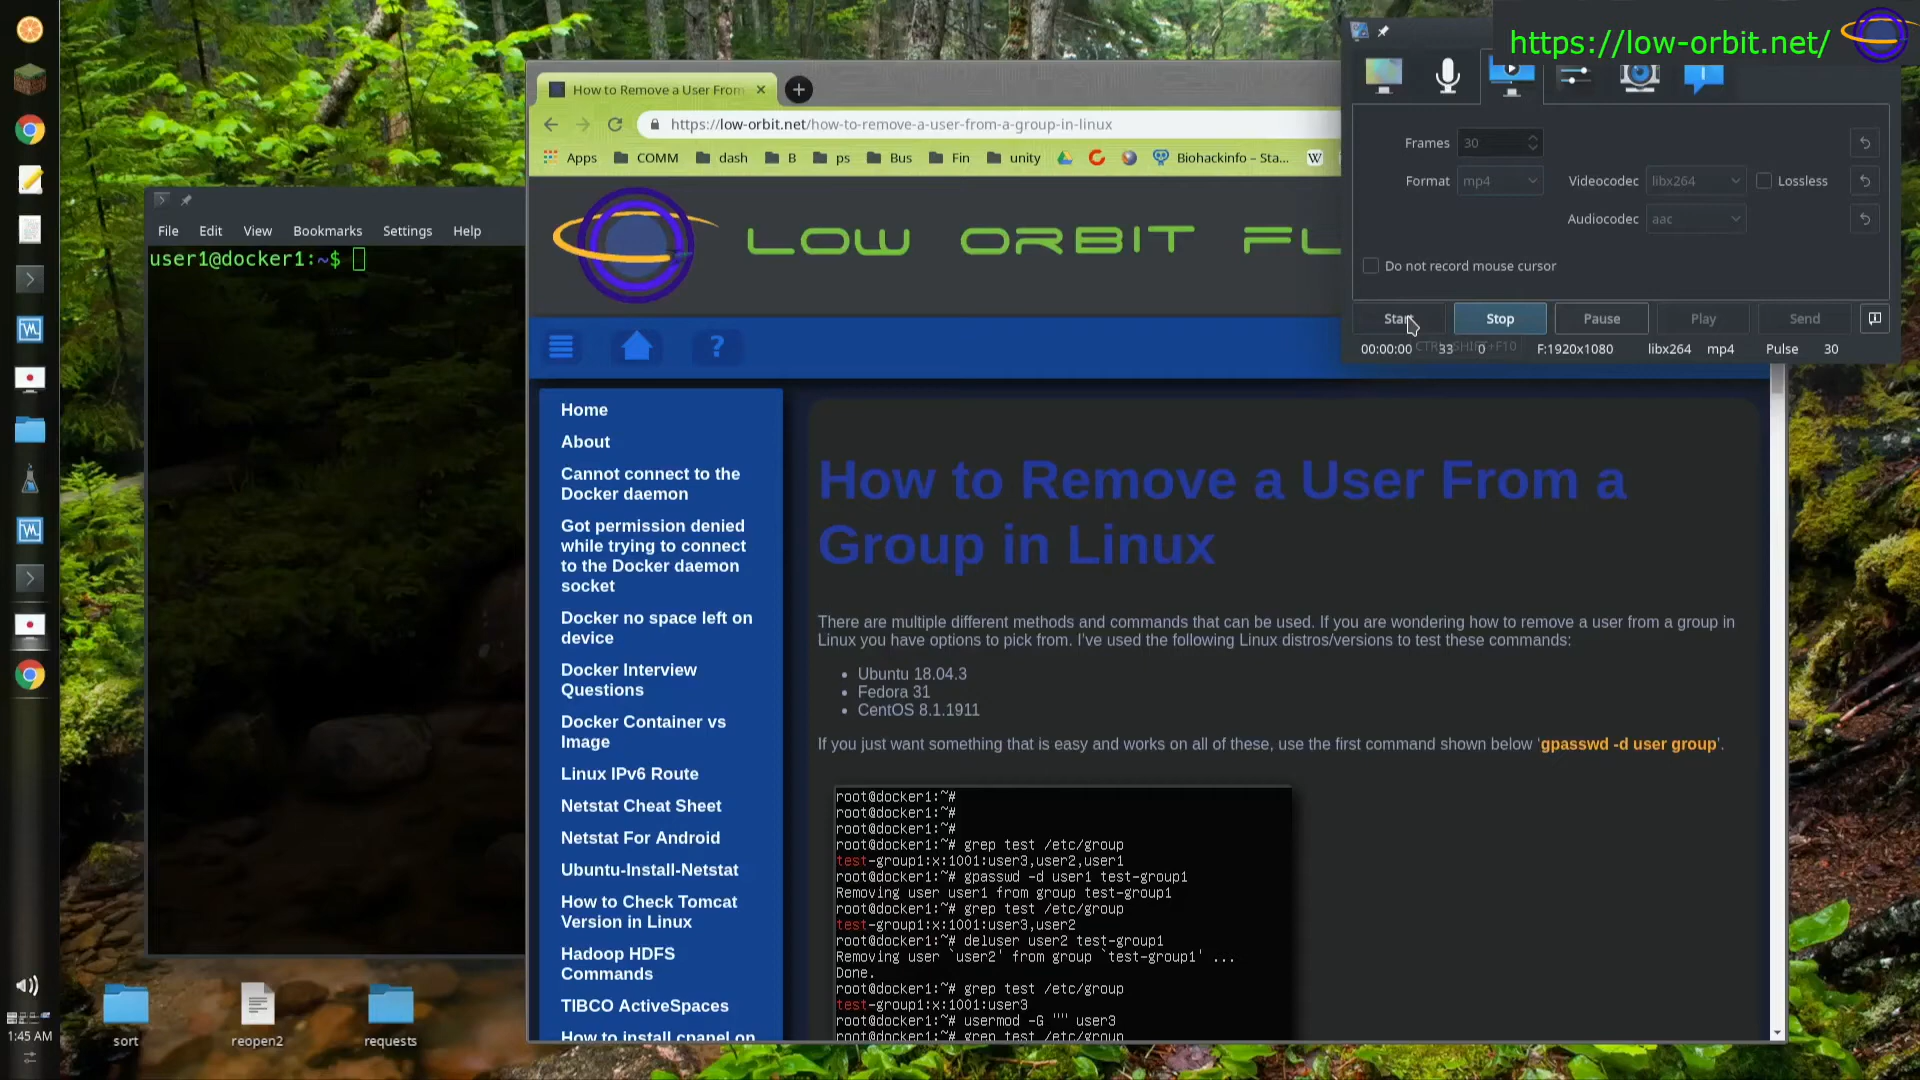 https://low-orbit.net/
How to Remove a User From
https://low-orbit.net/how-to-remove-a-user-from-a-group-in-linux
Apps
COMM
dash
B
ps
Bus
Fin
unity
Biohackinfo – Sta...
W
File
Edit
View
Bookmarks
Settings
Help
user1@docker1:~$
LOW ORBIT FL
Frames
30
Format
mp4
Videocodec
libx264
Lossless
Audiocodec
aac
Do not record mouse cursor
Start
Stop
Pause
Play
Send
CTRL+SHIFT+F10
00:00:00
33
0
F:1920x1080
libx264
mp4
Pulse
30
?
Home
About
Cannot connect to the
Docker daemon
Got permission denied
while trying to connect
to the Docker daemon
socket
Docker no space left on
device
Docker Interview
Questions
Docker Container vs
Image
Linux IPv6 Route
Netstat Cheat Sheet
Netstat For Android
Ubuntu-Install-Netstat
How to Check Tomcat
Version in Linux
Hadoop HDFS
Commands
TIBCO ActiveSpaces
How to install cpanel on
How to Remove a User From a
Group in Linux
There are multiple different methods and commands that can be used. If you are wondering how to remove a user from a group in
Linux you have options to pick from. I've used the following Linux distros/versions to test these commands:
Ubuntu 18.04.3
Fedora 31
CentOS 8.1.1911
If you just want something that is easy and works on all of these, use the first command shown below 'gpasswd -d user group'.
root@docker1:~#
root@docker1:~#
root@docker1:~#
root@docker1:~# grep test /etc/group
test-group1:x:1001:user3,user2,user1
root@docker1:~# gpasswd -d user1 test-group1
Removing user user1 from group test-group1
root@docker1:~# grep test /etc/group
test-group1:x:1001:user3,user2
root@docker1:~# deluser user2 test-group1
Removing user `user2' from group `test-group1' ...
Done.
root@docker1:~# grep test /etc/group
test-group1:x:1001:user3
root@docker1:~# usermod -G "" user3
root@docker1:~# grep test /etc/group
sort
reopen2
requests
1:45 AM